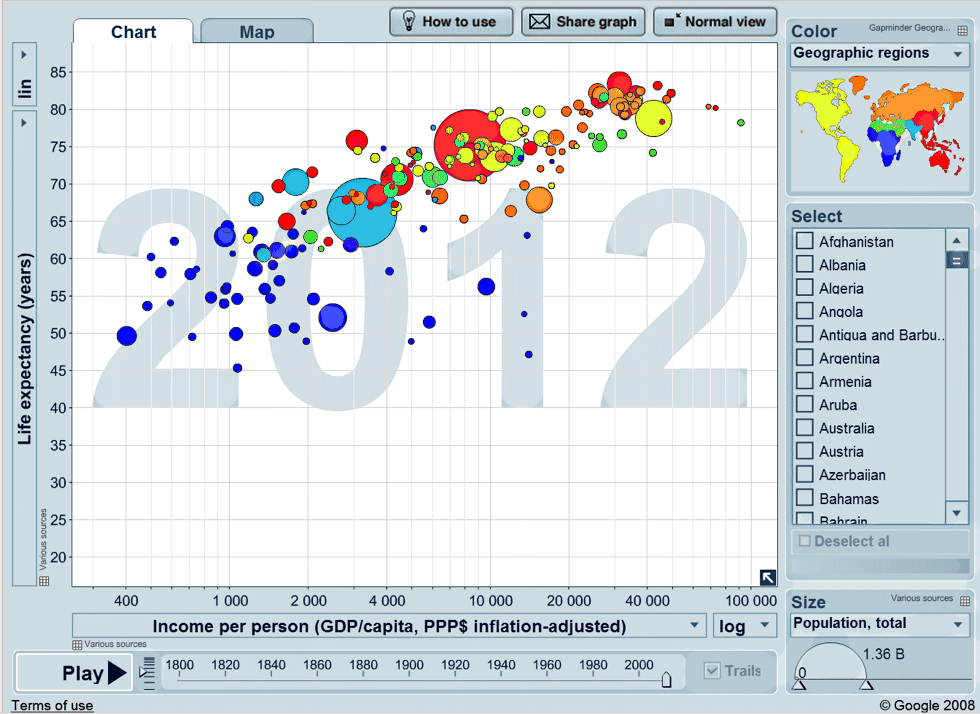 Chart
Map
How to use
Share graph
Normal view
Color
Gapminder Geogra...
Geographic regions
lin
Life expectancy (years)
Various sources
85
80
75
70
65
60
55
50
45
40
35
30
25
20
2012
400
1 000
2 000
4 000
10 000
20 000
40 000
100 000
Income per person (GDP/capita, PPP$ inflation-adjusted)
log
Various sources
Select
Afghanistan
Albania
Algeria
Angola
Antigua and Barbu..
Argentina
Armenia
Aruba
Australia
Austria
Azerbaijan
Bahamas
Bahrain
Deselect al
Size
Various sources
Population, total
1.36 B
0
Play
1800
1820
1840
1860
1880
1900
1920
1940
1960
1980
2000
Trails
Terms of use
© Google 2008